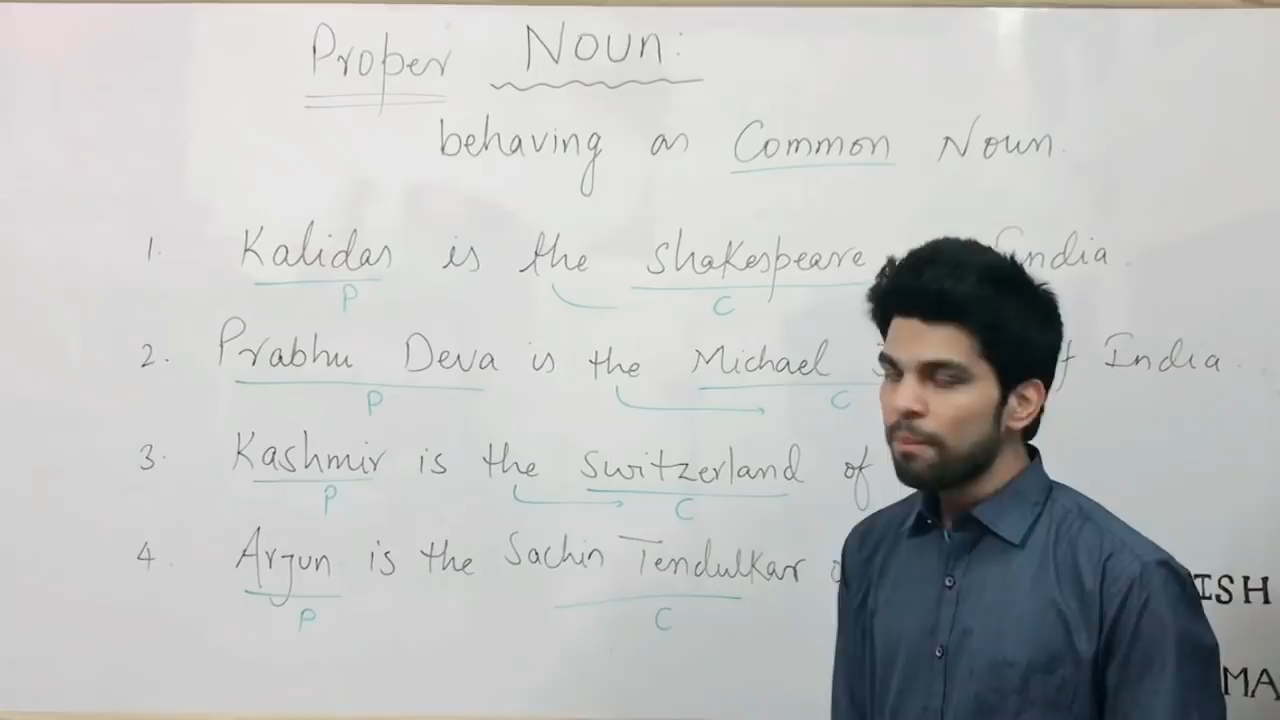 Proper Noun:
behaving as Common Noun.
1. Kalidas is the Shakespeare India.
P C
2. Prabhu Deva is the Michael India.
P C
3. Kashmir is the Switzerland of
P C
4. Arjun is the Sachin Tendulkar
P C
ISH
MA